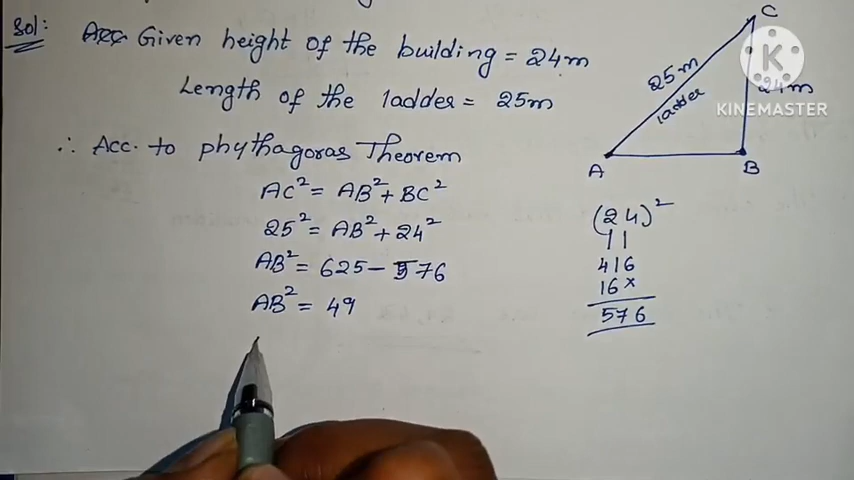 Sol: Given height of the building = 24m
Length of the ladder = 25m
∴ Acc. to phythagoras Theorem
AC² = AB² + BC²
25² = AB² + 24²
AB² = 625 - 576
AB² = 49
C
25m
ladder
24m
A
B
KINEMASTER
(24)²
416
16×
576